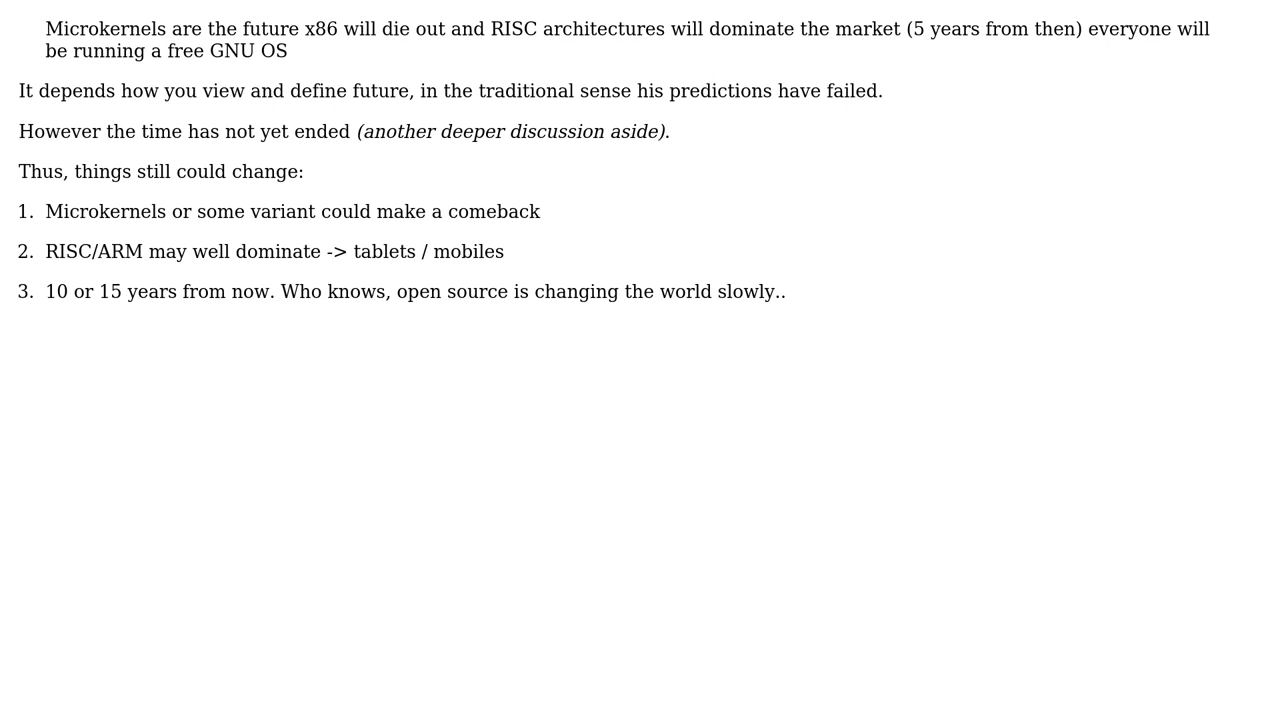 Microkernels are the future x86 will die out and RISC architectures will dominate the market (5 years from then) everyone will
be running a free GNU OS
It depends how you view and define future, in the traditional sense his predictions have failed.
However the time has not yet ended (another deeper discussion aside).
Thus, things still could change:
1. Microkernels or some variant could make a comeback
2. RISC/ARM may well dominate -> tablets / mobiles
3. 10 or 15 years from now. Who knows, open source is changing the world slowly..